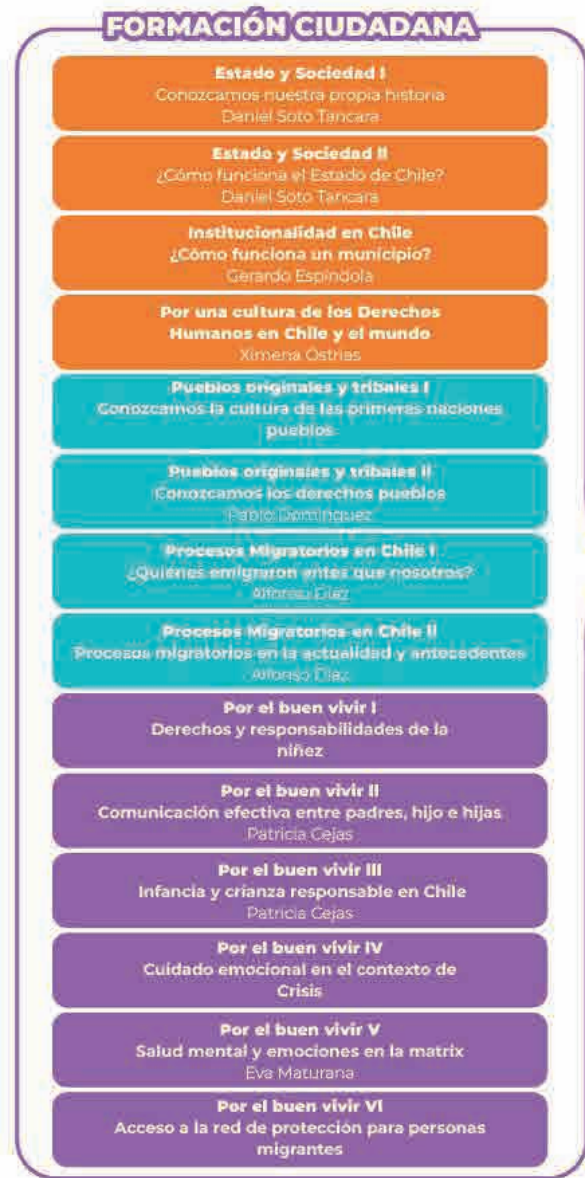 FORMACIÓN CIUDADANA
Estado y Sociedad I
Conozcamos nuestra propia historia
Daniel Soto Tancara
Estado y Sociedad II
¿Cómo funciona el Estado de Chile?
Daniel Soto Tancara
Institucionalidad en Chile
¿Cómo funciona un municipio?
Gerardo Espíndola
Por una cultura de los Derechos
Humanos en Chile y el mundo
Ximena Ostrias
Pueblos originales y tribales I
Conozcamos la cultura de las primeras naciones
pueblos
Pueblos originales y tribales II
Conozcamos los derechos pueblos
Pablo Domínguez
Procesos Migratorios en Chile I
¿Quiénes emigraron antes que nosotros?
Alfonso Díaz
Procesos Migratorios en Chile II
Procesos migratorios en la actualidad y antecedentes
Alfonso Díaz
Por el buen vivir I
Derechos y responsabilidades de la
niñez
Por el buen vivir II
Comunicación efectiva entre padres, hijo e hijas
Patricia Cejas
Por el buen vivir III
Infancia y crianza responsable en Chile
Patricia Cejas
Por el buen vivir IV
Cuidado emocional en el contexto de
Crisis
Por el buen vivir V
Salud mental y emociones en la matrix
Eva Maturana
Por el buen vivir VI
Acceso a la red de protección para personas
migrantes